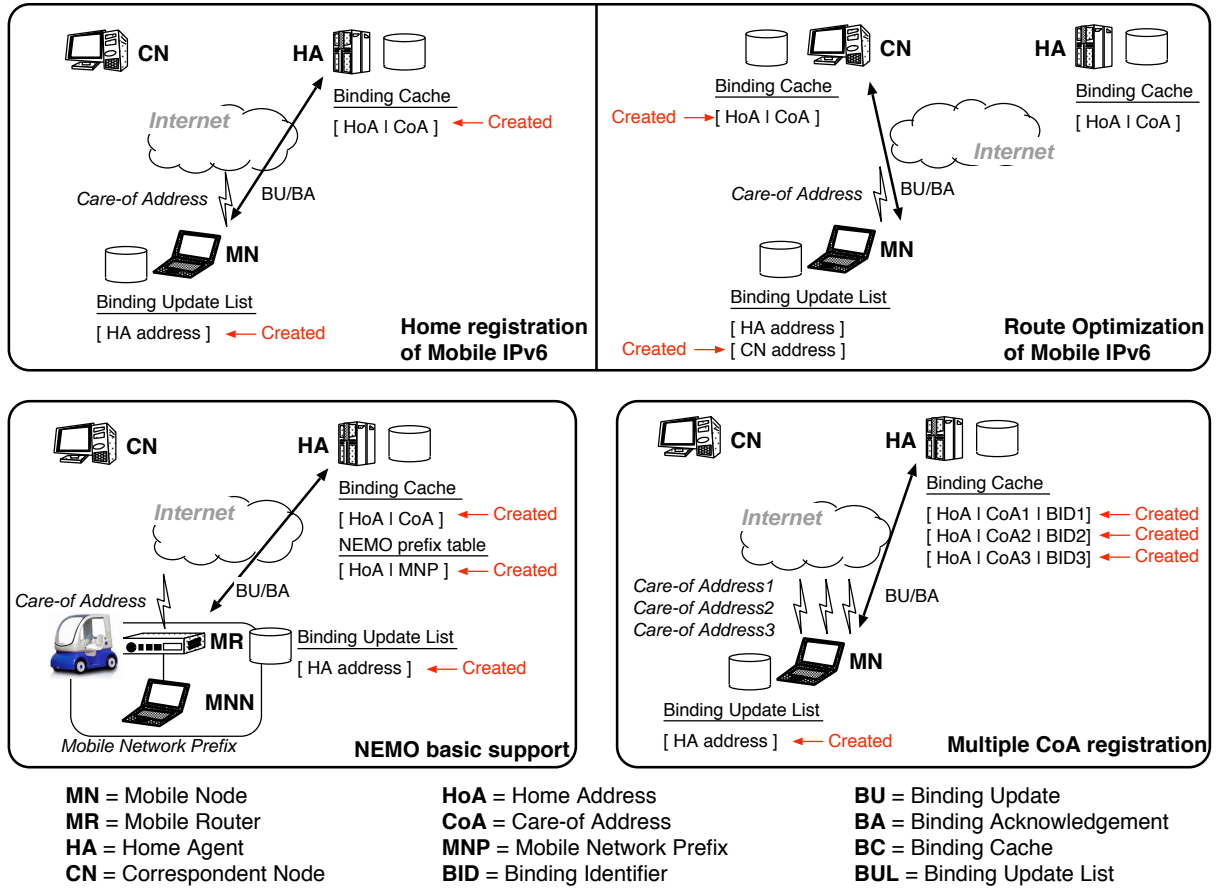 CN
HA
Binding Cache
[ HoA | CoA ]
Created
Internet
Care-of Address
BU/BA
MN
Binding Update List
[ HA address ]
Created
Home registration
of Mobile IPv6
CN
HA
Binding Cache
Created
[ HoA | CoA ]
Binding Cache
[ HoA | CoA ]
Internet
Care-of Address
BU/BA
MN
Binding Update List
[ HA address ]
Created
[ CN address ]
Route Optimization
of Mobile IPv6
CN
HA
Binding Cache
[ HoA | CoA ]
Created
NEMO prefix table
[ HoA | MNP ]
Created
Internet
BU/BA
Care-of Address
MR
Binding Update List
[ HA address ]
Created
MNN
Mobile Network Prefix
NEMO basic support
CN
HA
Binding Cache
[ HoA | CoA1 | BID1]
Created
[ HoA | CoA2 | BID2]
Created
[ HoA | CoA3 | BID3]
Created
Internet
Care-of Address1
Care-of Address2
Care-of Address3
BU/BA
MN
Binding Update List
[ HA address ]
Created
Multiple CoA registration
MN = Mobile Node
MR = Mobile Router
HA = Home Agent
CN = Correspondent Node
HoA = Home Address
CoA = Care-of Address
MNP = Mobile Network Prefix
BID = Binding Identifier
BU = Binding Update
BA = Binding Acknowledgement
BC = Binding Cache
BUL = Binding Update List